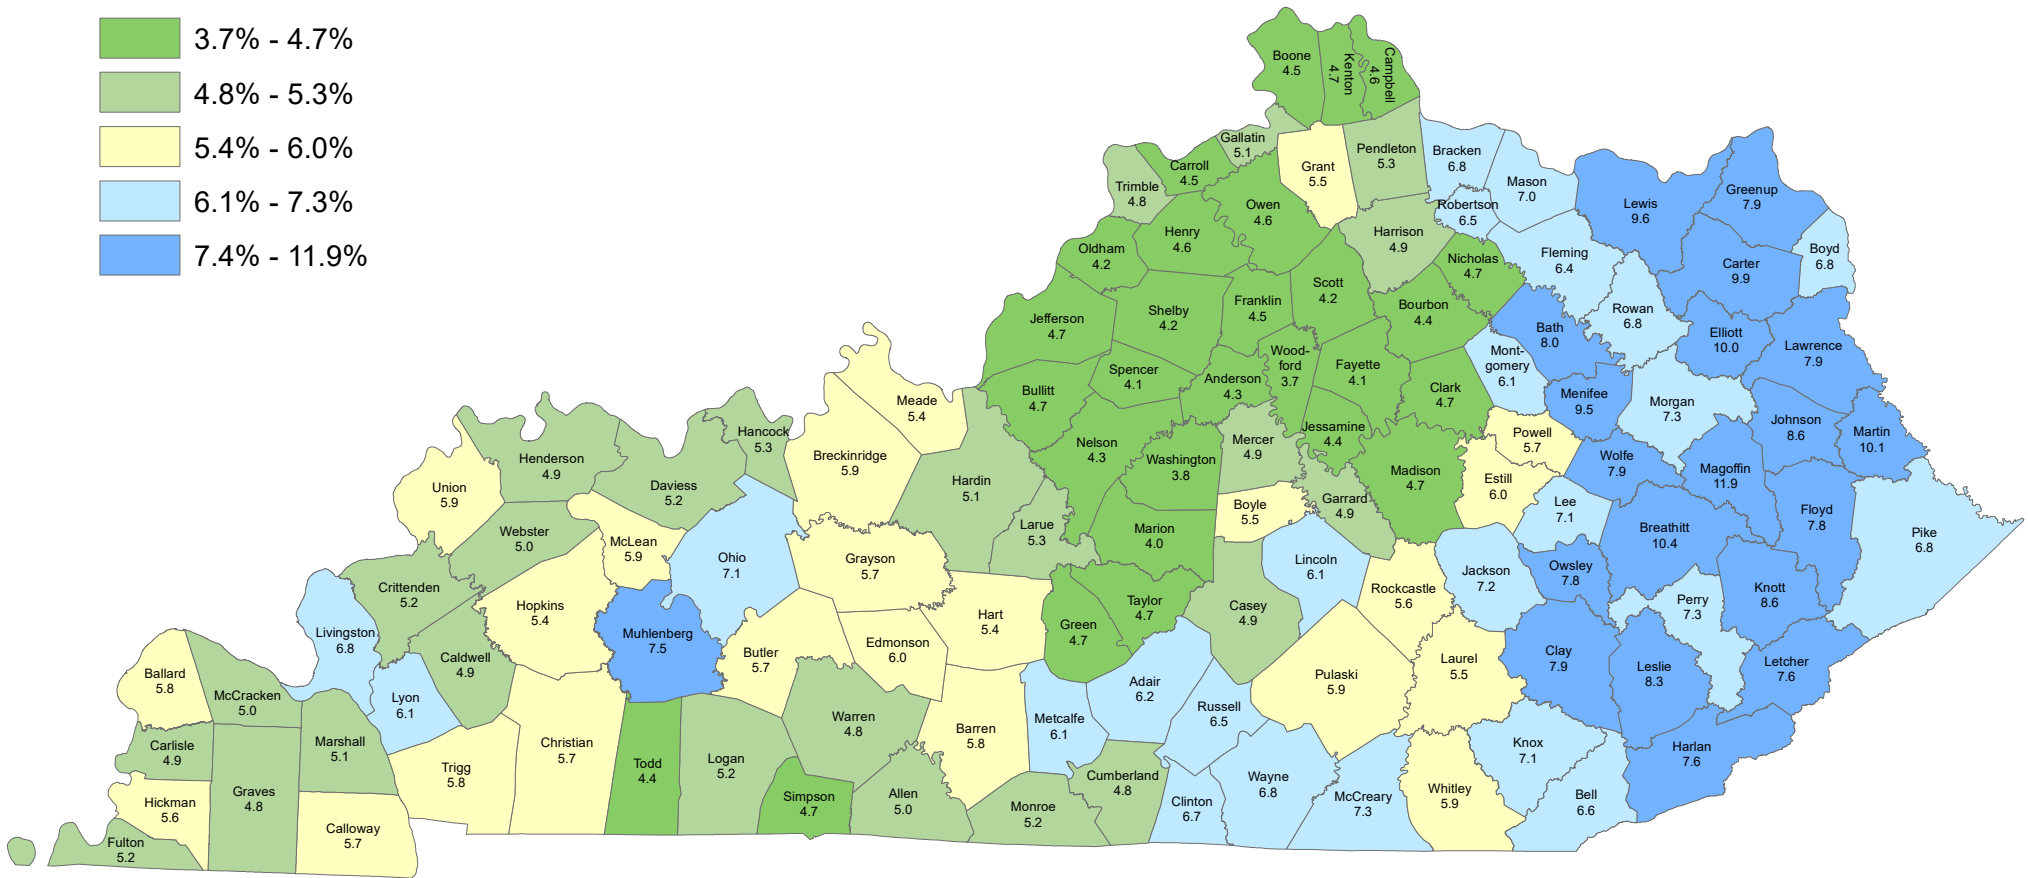 3.7% - 4.7%
4.8% - 5.3%
5.4% - 6.0%
6.1% - 7.3%
7.4% - 11.9%
Boone
4.5
Kenton
4.7
Campbell
4.6
Gallatin
5.1
Grant
5.5
Pendleton
5.3
Bracken
6.8
Mason
7.0
Robertson
6.5
Lewis
9.6
Greenup
7.9
Boyd
6.8
Carter
9.9
Fleming
6.4
Rowan
6.8
Carroll
4.5
Trimble
4.8
Owen
4.6
Henry
4.6
Oldham
4.2
Harrison
4.9
Nicholas
4.7
Scott
4.2
Bourbon
4.4
Franklin
4.5
Shelby
4.2
Jefferson
4.7
Bath
8.0
Elliott
10.0
Lawrence
7.9
Mont-
gomery
6.1
Wood-
ford
3.7
Fayette
4.1
Clark
4.7
Anderson
4.3
Spencer
4.1
Bullitt
4.7
Menifee
9.5
Morgan
7.3
Johnson
8.6
Martin
10.1
Meade
5.4
Nelson
4.3
Washington
3.8
Mercer
4.9
Jessamine
4.4
Madison
4.7
Powell
5.7
Estill
6.0
Wolfe
7.9
Magoffin
11.9
Floyd
7.8
Pike
6.8
Hancock
5.3
Breckinridge
5.9
Hardin
5.1
Larue
5.3
Marion
4.0
Boyle
5.5
Garrard
4.9
Lee
7.1
Breathitt
10.4
Henderson
4.9
Union
5.9
Daviess
5.2
Webster
5.0
McLean
5.9
Ohio
7.1
Grayson
5.7
Lincoln
6.1
Rockcastle
5.6
Jackson
7.2
Owsley
7.8
Perry
7.3
Knott
8.6
Crittenden
5.2
Hopkins
5.4
Hart
5.4
Green
4.7
Taylor
4.7
Casey
4.9
Livingston
6.8
Muhlenberg
7.5
Butler
5.7
Edmonson
6.0
Caldwell
4.9
Lyon
6.1
Adair
6.2
Russell
6.5
Pulaski
5.9
Laurel
5.5
Clay
7.9
Leslie
8.3
Letcher
7.6
Ballard
5.8
McCracken
5.0
Marshall
5.1
Carlisle
4.9
Graves
4.8
Hickman
5.6
Fulton
5.2
Calloway
5.7
Trigg
5.8
Christian
5.7
Todd
4.4
Logan
5.2
Simpson
4.7
Warren
4.8
Allen
5.0
Barren
5.8
Metcalfe
6.1
Monroe
5.2
Cumberland
4.8
Clinton
6.7
Wayne
6.8
McCreary
7.3
Whitley
5.9
Knox
7.1
Bell
6.6
Harlan
7.6